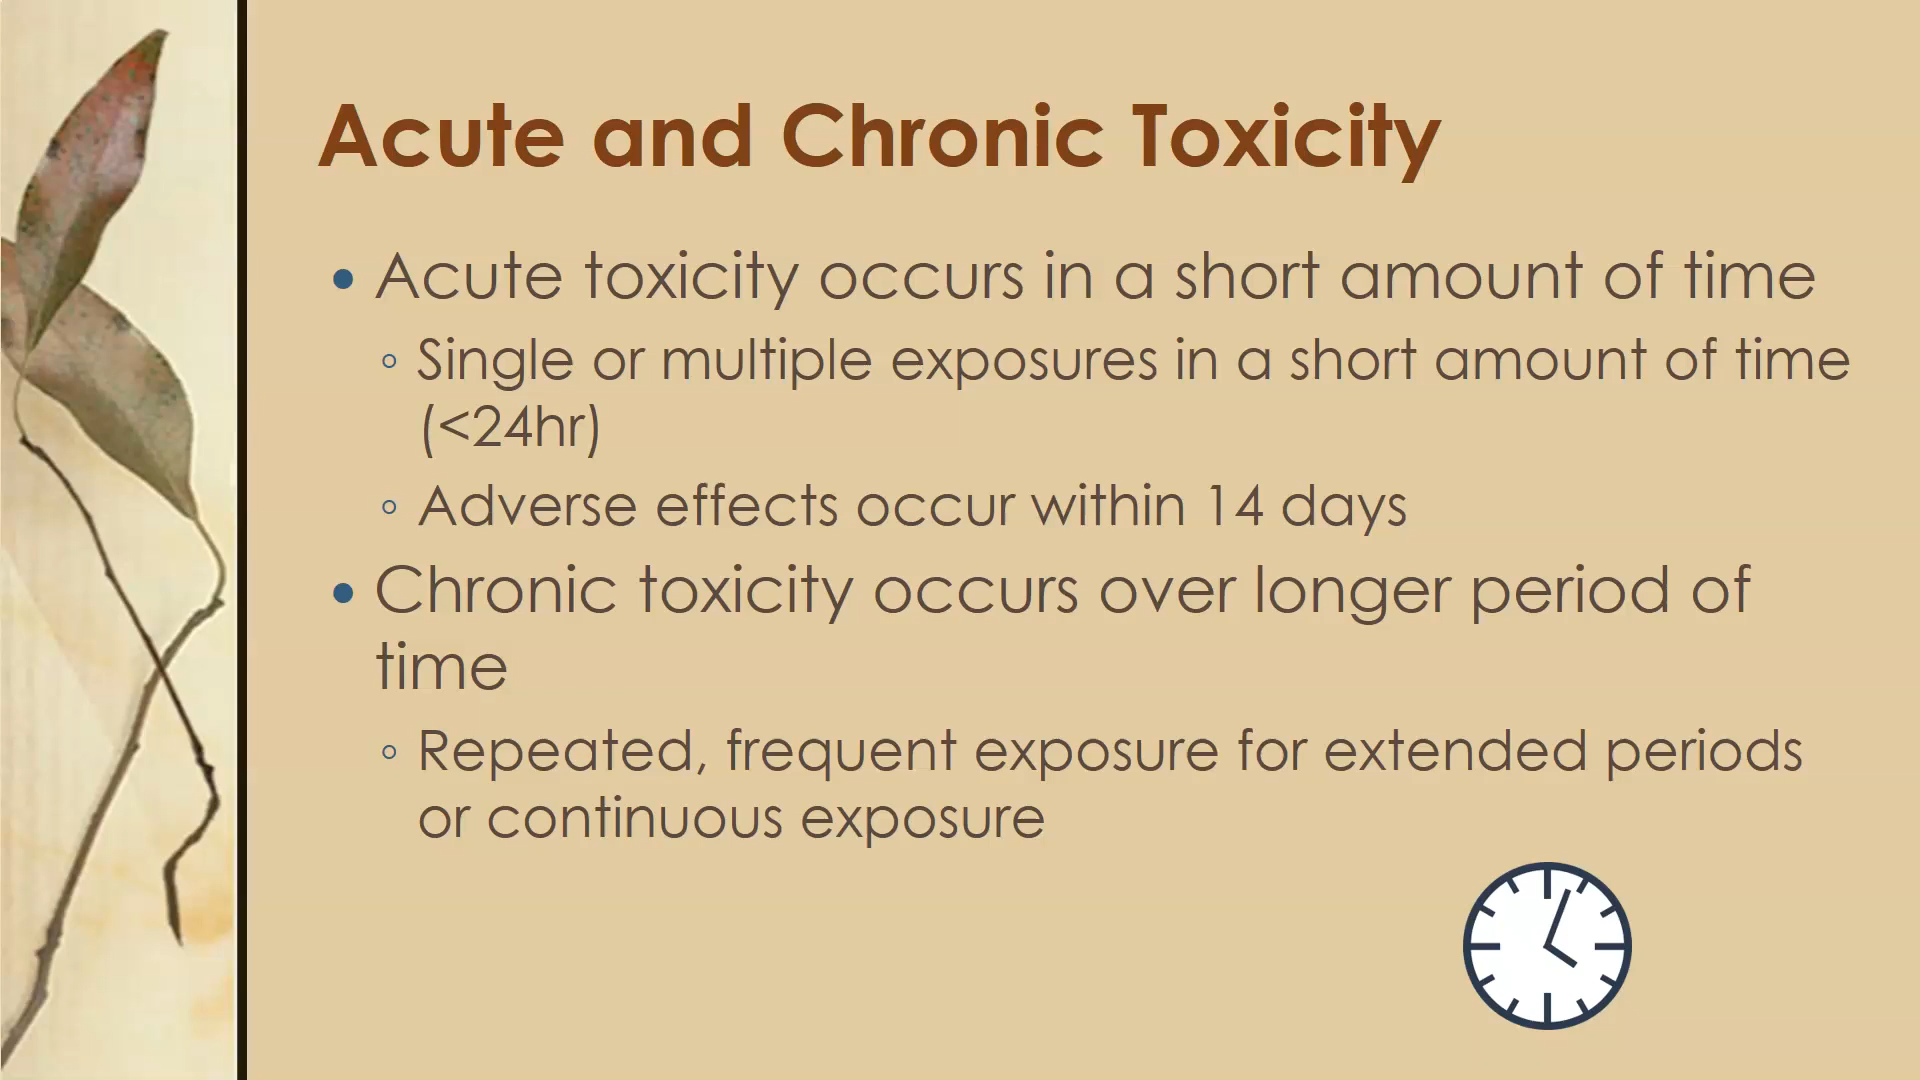 Acute and Chronic Toxicity
• Acute toxicity occurs in a short amount of time
◦ Single or multiple exposures in a short amount of time
(<24hr)
◦ Adverse effects occur within 14 days
• Chronic toxicity occurs over longer period of
time
◦ Repeated, frequent exposure for extended periods
or continuous exposure